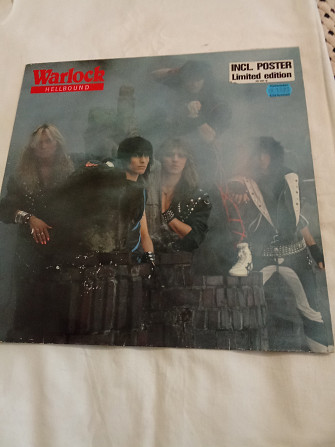 Warlock
HELLBOUND
INCL. POSTER
Limited edition